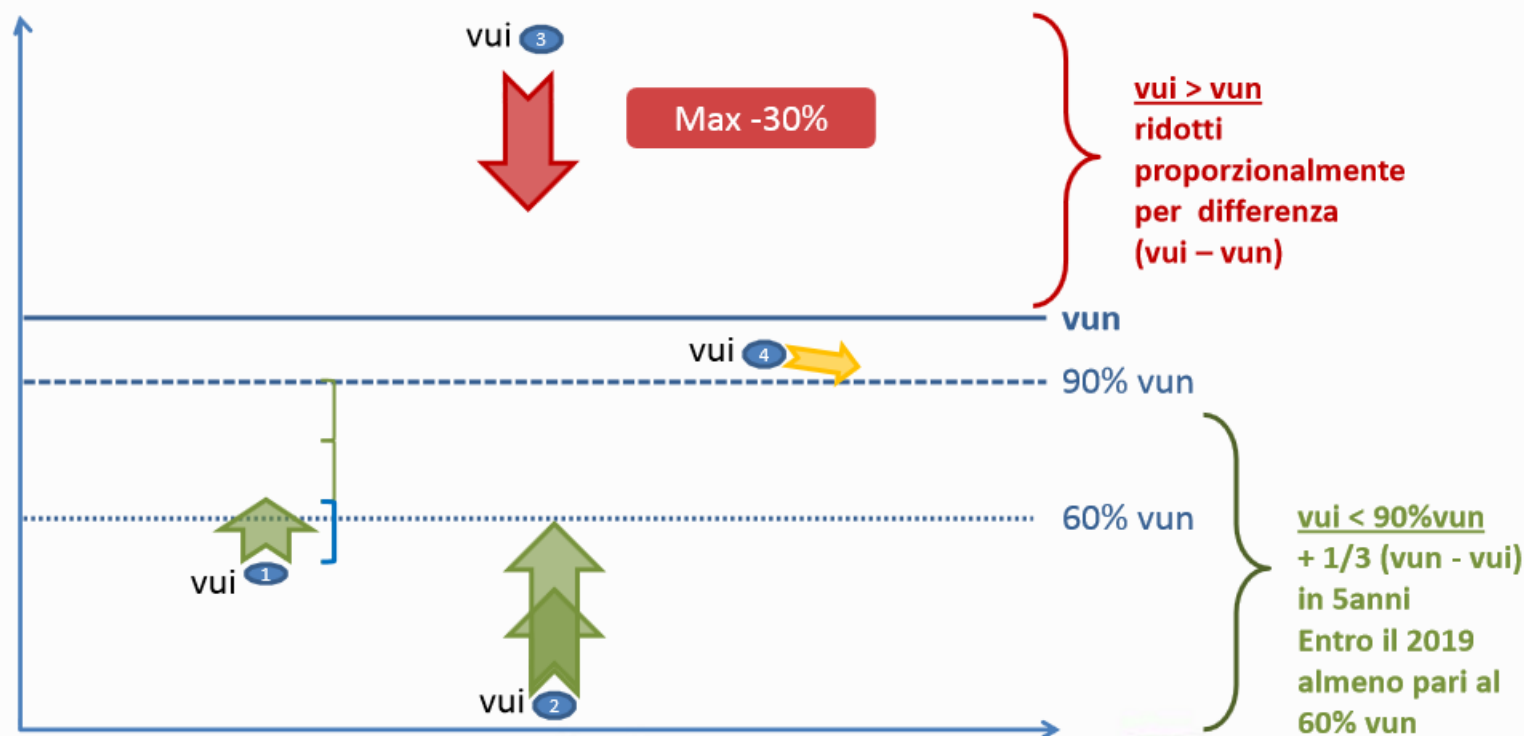 vui 3
Max -30%
vui > vun
ridotti
proporzionalmente
per differenza
(vui – vun)
vun
vui 4
90% vun
60% vun
vui 1
vui 2
vui < 90%vun
+ 1/3 (vun - vui)
in 5anni
Entro il 2019
almeno pari al
60% vun